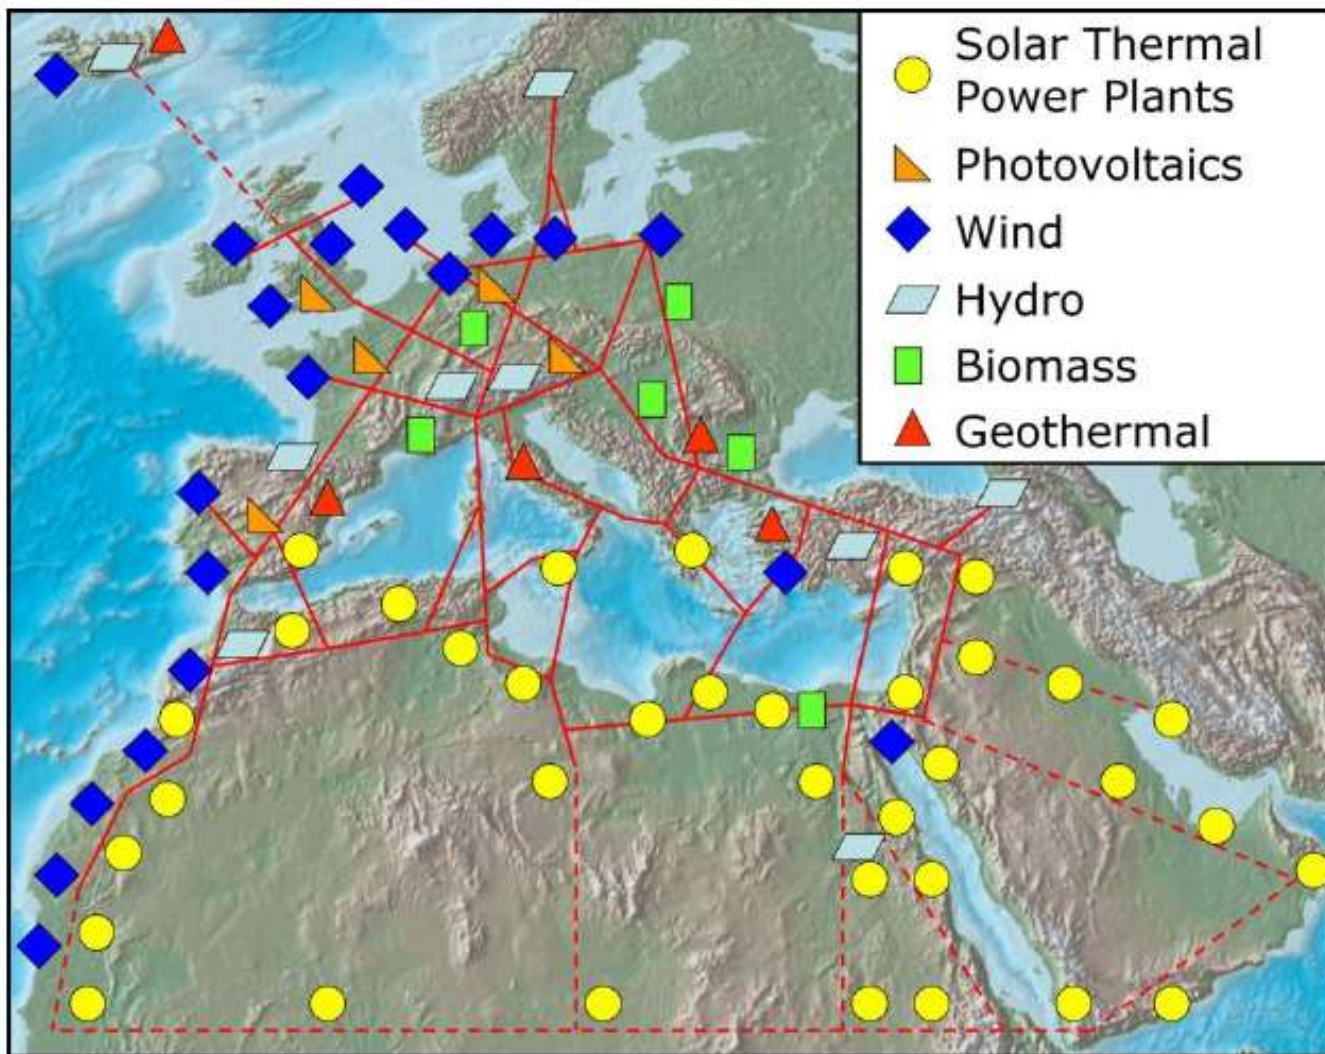 Solar Thermal
Power Plants
Photovoltaics
Wind
Hydro
Biomass
Geothermal